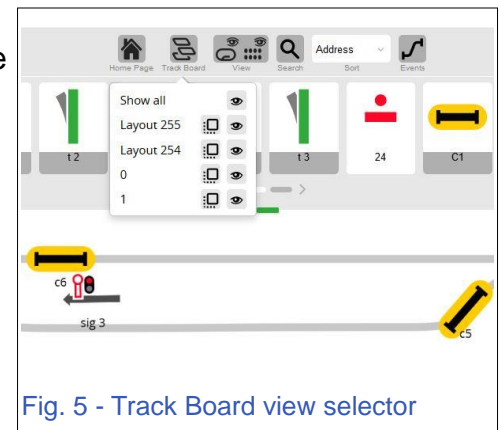 e
Home Page Track Board View Search Address Sort Events
Show all
Layout 255
Layout 254
0
1
t 2
t 3
24
C1
c6
sig 3
c5
Fig. 5 - Track Board view selector